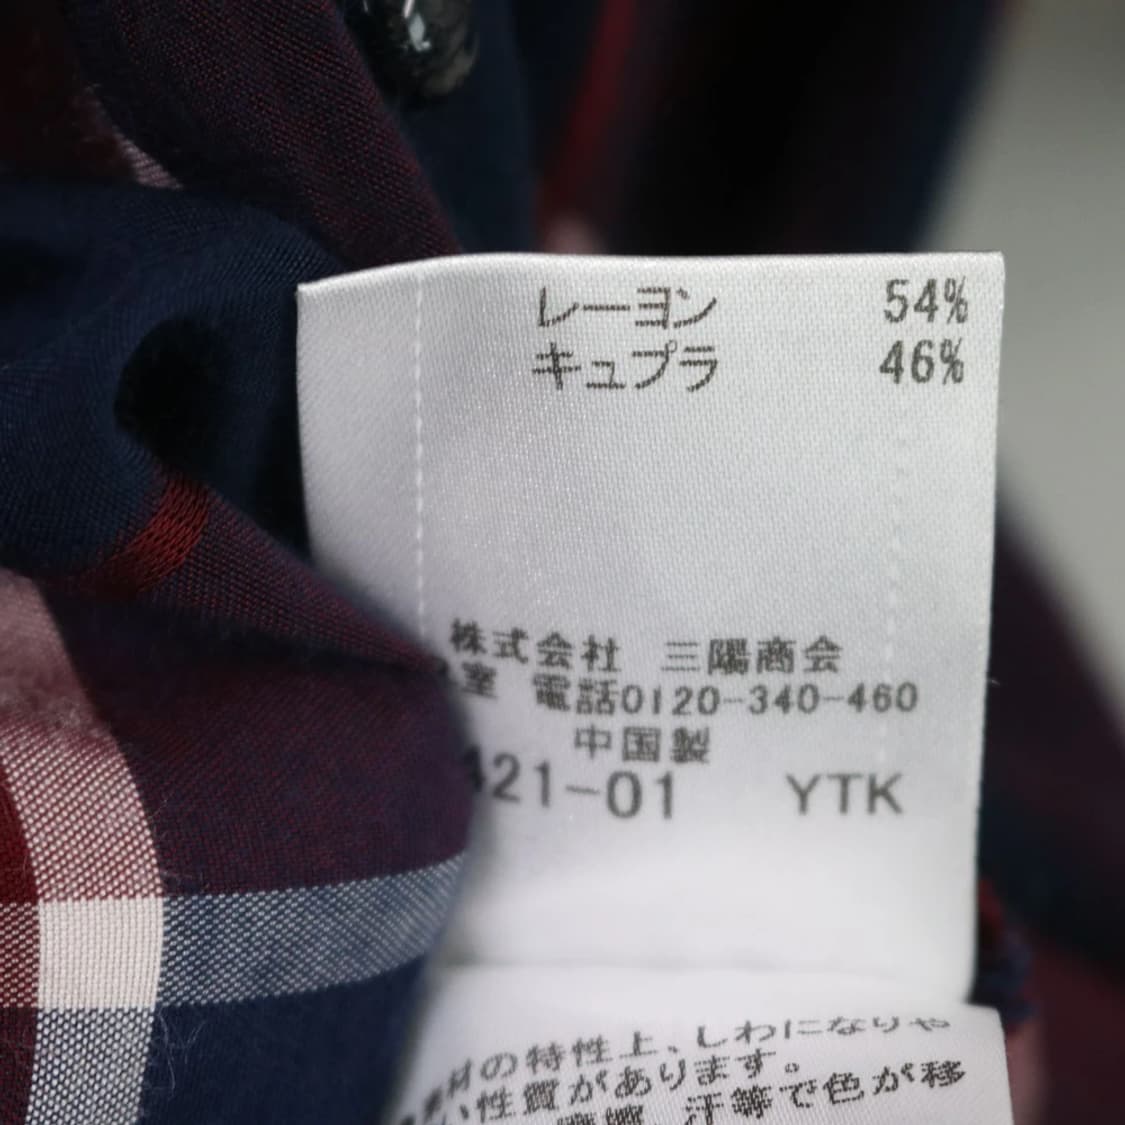 レーヨン 54%
キュプラ 46%
株式会社 三陽商会
室 電話0120-340-460
中国製
421-01 YTK
素材の特性上、しわになりや
い性質があります。
汗等で色が移